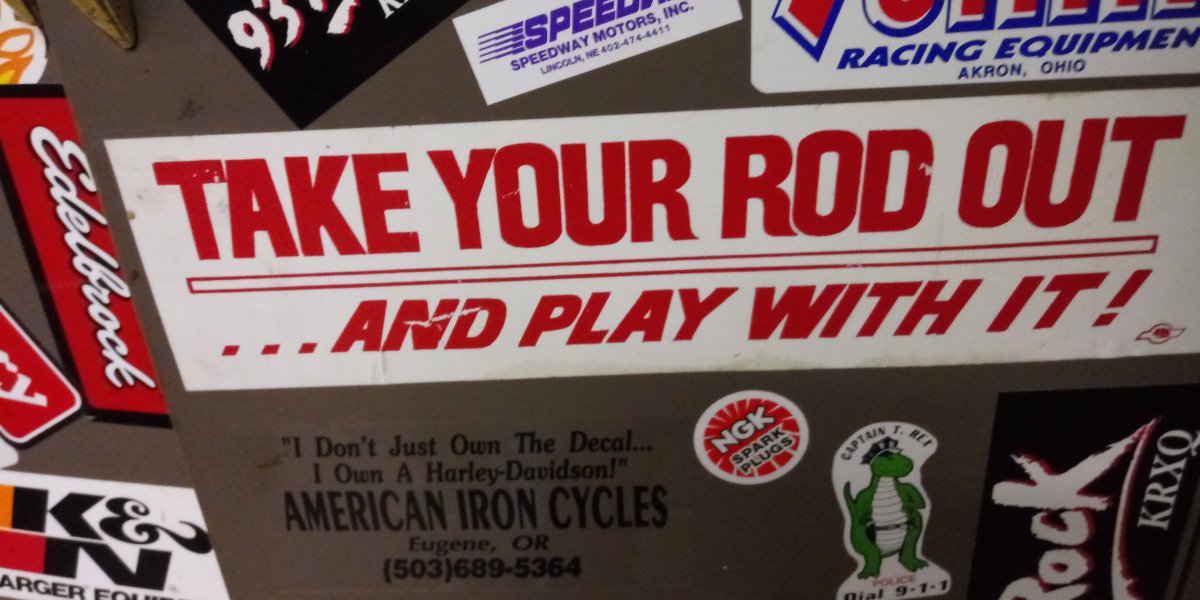 93.7
SPEEDWAY MOTORS, INC.
LINCOLN, NE 402-474-4411
RACING EQUIPMENT
AKRON, OHIO
Edelbrock
TAKE YOUR ROD OUT
...AND PLAY WITH IT!
"I Don't Just Own The Decal...
I Own A Harley-Davidson!"
AMERICAN IRON CYCLES
Eugene, OR
(503)689-5364
NGK
SPARK
PLUGS
CAPTAIN T. REX
POLICE
Dial 9-1-1
Rock
KRXQ
K&N